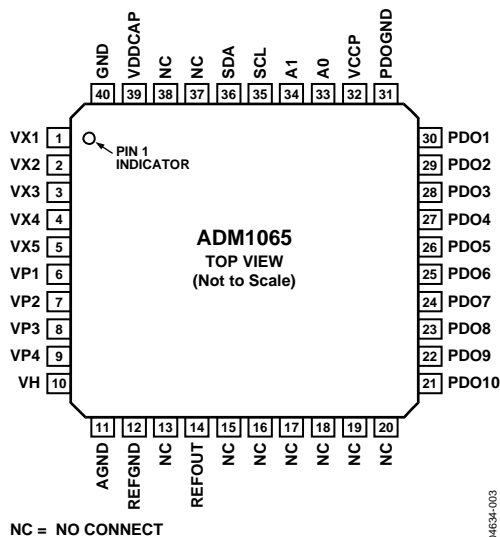 GND
VDDCAP
NC
NC
SDA
SCL
A1
A0
VCCP
PDOGND
40
39
38
37
36
35
34
33
32
31
VX1 1
VX2 2
VX3 3
VX4 4
VX5 5
VP1 6
VP2 7
VP3 8
VP4 9
VH 10
PIN 1
INDICATOR
ADM1065
TOP VIEW
(Not to Scale)
30 PDO1
29 PDO2
28 PDO3
27 PDO4
26 PDO5
25 PDO6
24 PDO7
23 PDO8
22 PDO9
21 PDO10
11
12
13
14
15
16
17
18
19
20
AGND
REFGND
NC
REFOUT
NC
NC
NC
NC
NC
NC
NC = NO CONNECT
04634-003